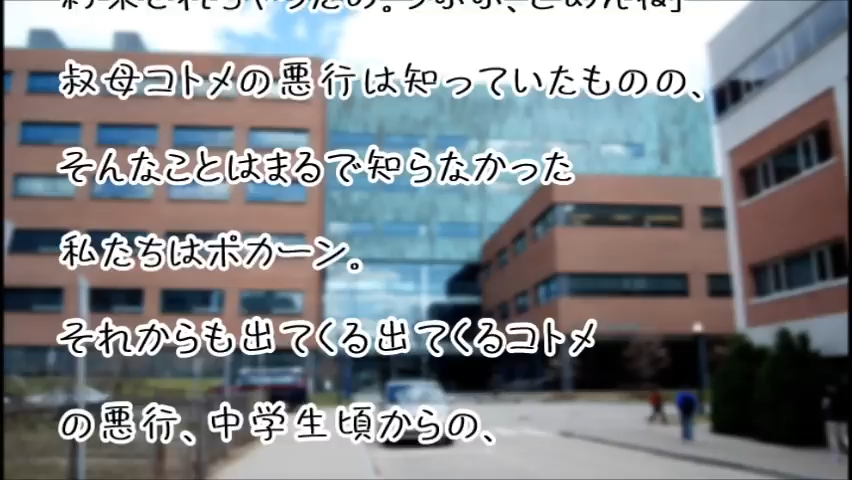 叔母コトメの悪行は知っていたものの、
そんなことはまるで知らなかった
私たちはポカーン。
それからも出てくる出てくるコトメ
の悪行、中学生頃からの、